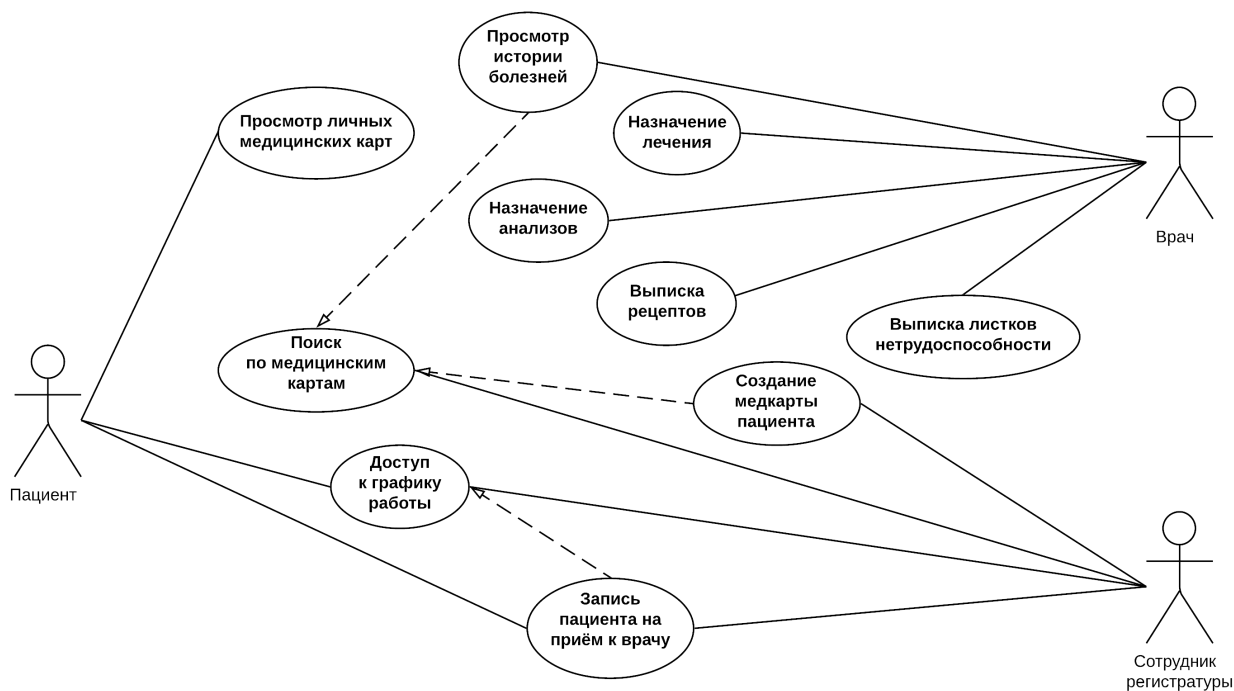 Просмотр
истории
болезней
Просмотр личных
медицинских карт
Назначение
лечения
Назначение
анализов
Врач
Выписка
рецептов
Выписка листков
нетрудоспособности
Поиск
по медицинским
картам
Создание
медкарты
пациента
Пациент
Доступ
к графику
работы
Запись
пациента на
приём к врачу
Сотрудник
регистратуры